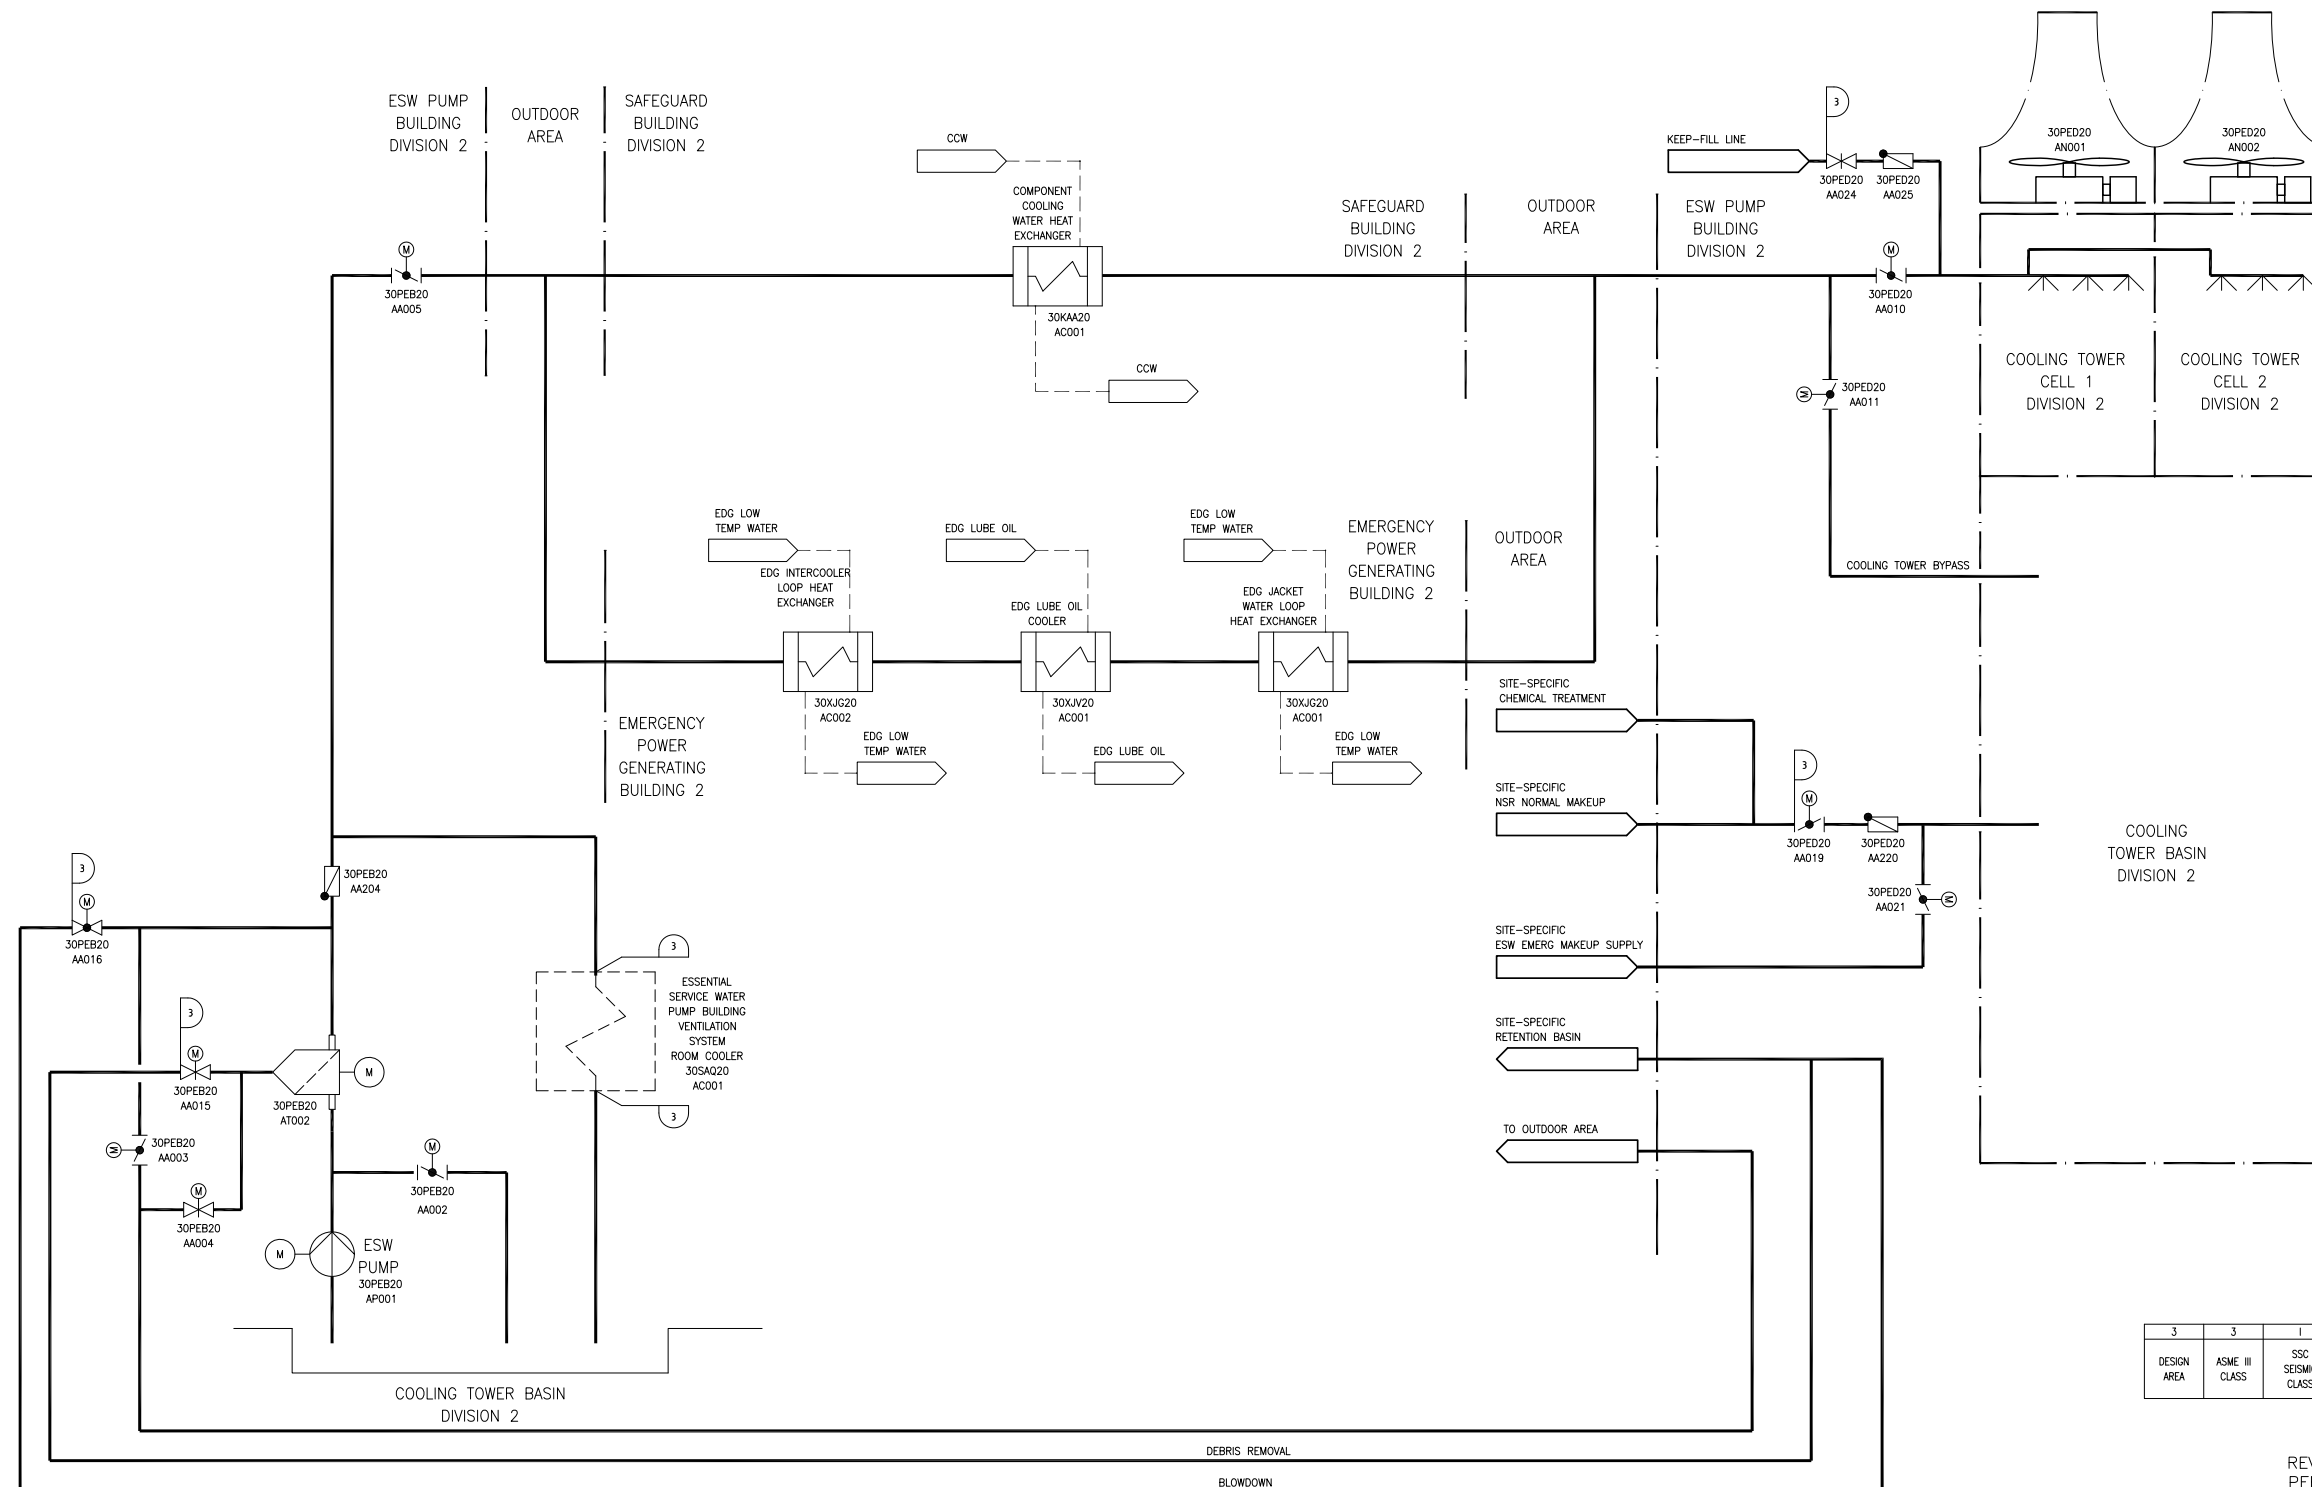 ESW PUMP
BUILDING
DIVISION 2
OUTDOOR
AREA
SAFEGUARD
BUILDING
DIVISION 2
CCW
COMPONENT
COOLING
WATER HEAT
EXCHANGER
30KAA20
AC001
CCW
SAFEGUARD
BUILDING
DIVISION 2
OUTDOOR
AREA
ESW PUMP
BUILDING
DIVISION 2
KEEP-FILL LINE
3
30PED20
AA024
30PED20
AA025
30PED20
AN001
30PED20
AN002
M
30PEB20
AA005
M
30PED20
AA010
M
30PED20
AA011
COOLING TOWER
CELL 1
DIVISION 2
COOLING TOWER
CELL 2
DIVISION 2
COOLING TOWER BYPASS
EDG LOW
TEMP WATER
EDG INTERCOOLER
LOOP HEAT
EXCHANGER
30XJG20
AC002
EDG LOW
TEMP WATER
EDG LUBE OIL
EDG LUBE OIL
COOLER
30XJV20
AC001
EDG LUBE OIL
EDG LOW
TEMP WATER
EDG JACKET
WATER LOOP
HEAT EXCHANGER
30XJG20
AC001
EDG LOW
TEMP WATER
EMERGENCY
POWER
GENERATING
BUILDING 2
OUTDOOR
AREA
EMERGENCY
POWER
GENERATING
BUILDING 2
SITE-SPECIFIC
CHEMICAL TREATMENT
SITE-SPECIFIC
NSR NORMAL MAKEUP
3
M
30PED20
AA019
30PED20
AA220
30PED20
AA021
M
SITE-SPECIFIC
ESW EMERG MAKEUP SUPPLY
SITE-SPECIFIC
RETENTION BASIN
TO OUTDOOR AREA
COOLING
TOWER BASIN
DIVISION 2
3
M
30PEB20
AA016
30PEB20
AA204
3
M
30PEB20
AA015
30PEB20
AT002
M
M
30PEB20
AA003
M
30PEB20
AA004
M
30PEB20
AA002
M
ESW
PUMP
30PEB20
AP001
3
ESSENTIAL
SERVICE WATER
PUMP BUILDING
VENTILATION
SYSTEM
ROOM COOLER
30SAQ20
AC001
3
COOLING TOWER BASIN
DIVISION 2
DEBRIS REMOVAL
BLOWDOWN
3 3 I
DESIGN
AREA
ASME III
CLASS
SSC
SEISMI
CLASS
REV
PE